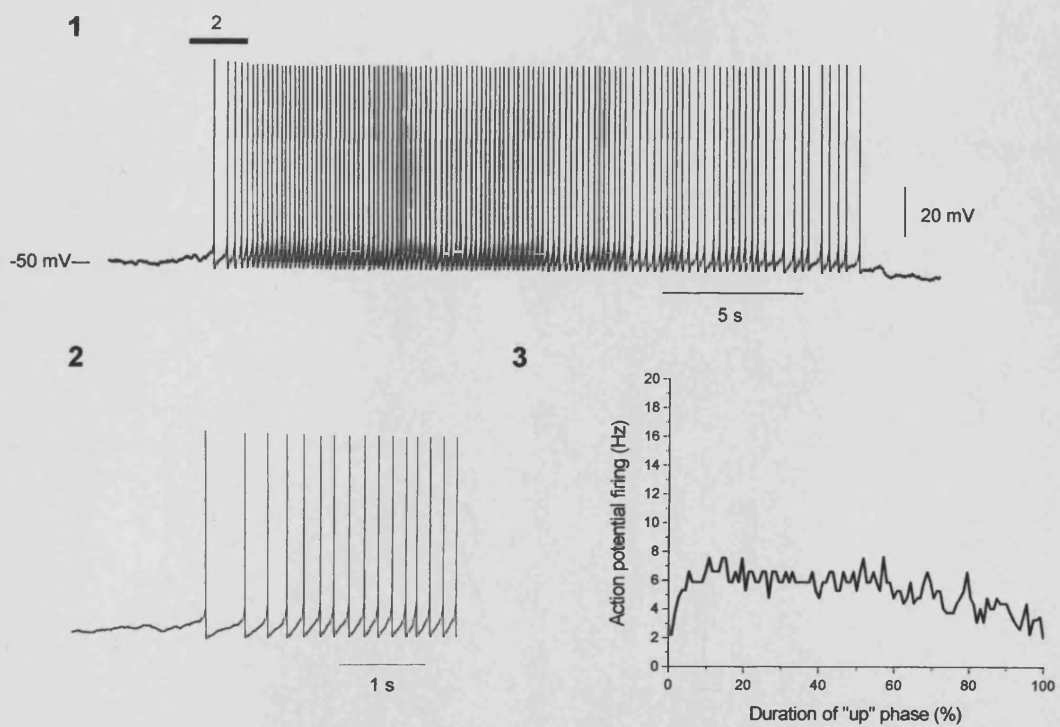 1
2
20 mV
-50 mV
5 s
2
3
1 s
Action potential firing (Hz)
20
18
16
14
12
10
8
6
4
2
0
0 20 40 60 80 100
Duration of "up" phase (%)